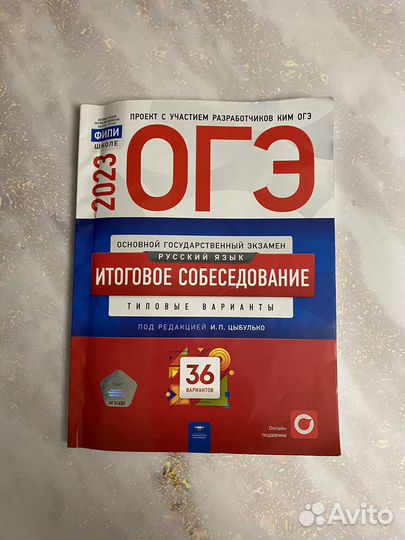 ПРОЕКТ С УЧАСТИЕМ РАЗРАБОТЧИКОВ КИМ ОГЭ
ФИПИ
ШКОЛЕ
2023
ОГЭ
ОСНОВНОЙ ГОСУДАРСТВЕННЫЙ ЭКЗАМЕН
РУССКИЙ ЯЗЫК
ИТОГОВОЕ СОБЕСЕДОВАНИЕ
ТИПОВЫЕ ВАРИАНТЫ
ПОД РЕДАКЦИЕЙ И.П. ЦЫБУЛЬКО
36
ВАРИАНТОВ
Онлайн
поддержка
Avito